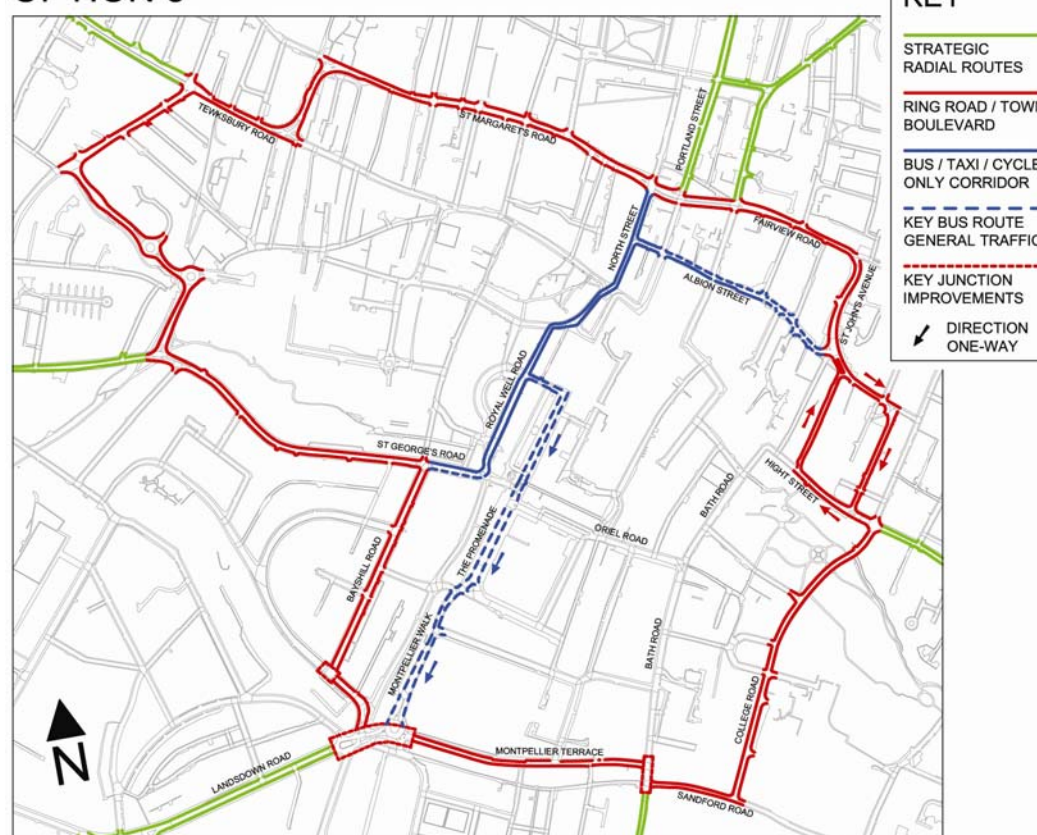 OPTION
KEY
STRATEGIC
RADIAL ROUTES
RING ROAD / TOWN
BOULEVARD
BUS / TAXI / CYCLE
ONLY CORRIDOR
KEY BUS ROUTE
GENERAL TRAFFIC
KEY JUNCTION
IMPROVEMENTS
DIRECTION
ONE-WAY
TEWKSBURY ROAD
ST MARGARET'S ROAD
PORTLAND STREET
NORTH STREET
FAIRVIEW ROAD
ALBION STREET
ST JOHN'S AVENUE
ROYAL WELL ROAD
ST GEORGE'S ROAD
HIGHT STREET
BATH ROAD
ORIEL ROAD
THE PROMENADE
BAYSHILL ROAD
MONTPELLIER WALK
BATH ROAD
COLLEGE ROAD
MONTPELLIER TERRACE
LANDSDOWN ROAD
SANDFORD ROAD
N